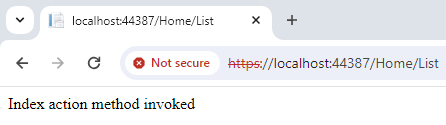 localhost:44387/Home/List
Not secure https://localhost:44387/Home/List
Index action method invoked